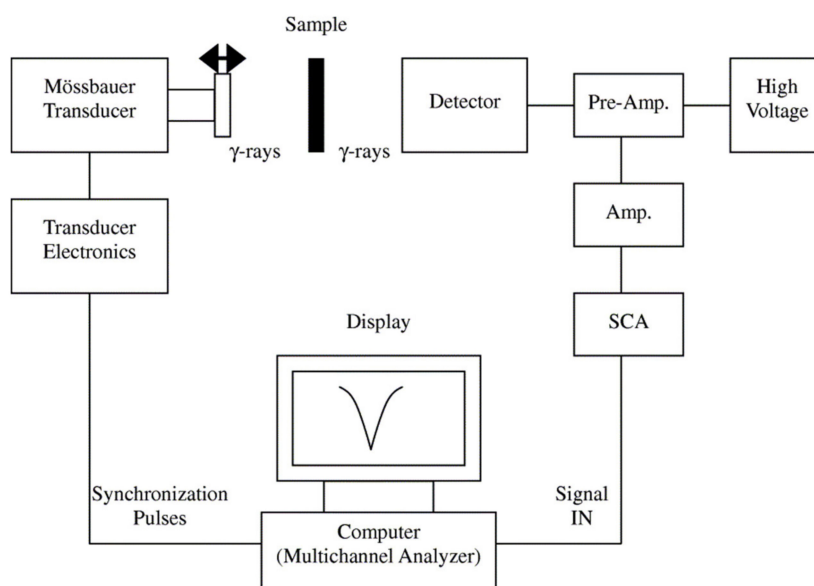 Sample
Mössbauer
Transducer
γ-rays
γ-rays
Detector
Pre-Amp.
High
Voltage
Transducer
Electronics
Amp.
SCA
Display
Synchronization
Pulses
Signal
IN
Computer
(Multichannel Analyzer)